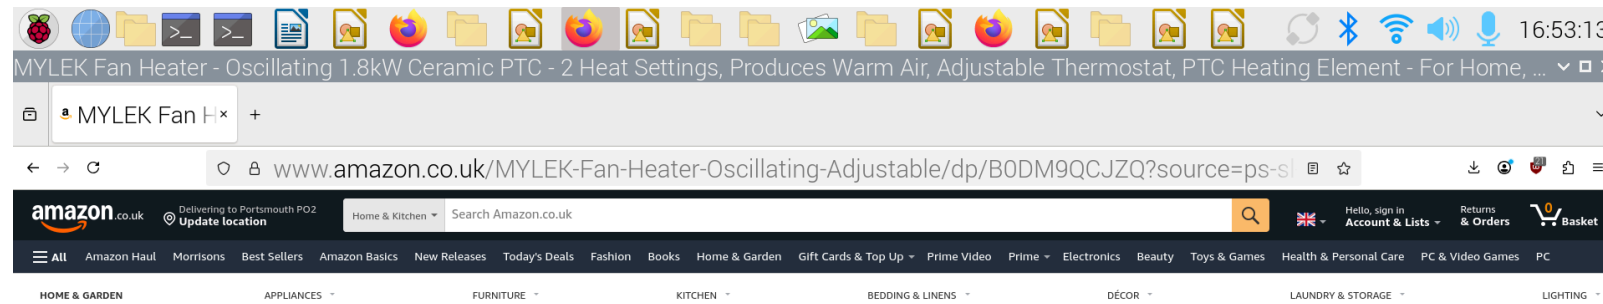 16:53:13
MYLEK Fan Heater - Oscillating 1.8kW Ceramic PTC - 2 Heat Settings, Produces Warm Air, Adjustable Thermostat, PTC Heating Element - For Home, ...
MYLEK Fan H
www.amazon.co.uk/MYLEK-Fan-Heater-Oscillating-Adjustable/dp/B0DM9QCJZQ?source=ps-sl
amazon.co.uk Delivering to Portsmouth PO2 Update location Home & Kitchen Search Amazon.co.uk Hello, sign in Account & Lists Returns & Orders 0 Basket
All Amazon Haul Morrisons Best Sellers Amazon Basics New Releases Today's Deals Fashion Books Home & Garden Gift Cards & Top Up Prime Video Prime Electronics Beauty Toys & Games Health & Personal Care PC & Video Games PC
HOME & GARDEN APPLIANCES FURNITURE KITCHEN BEDDING & LINENS DÉCOR LAUNDRY & STORAGE LIGHTING